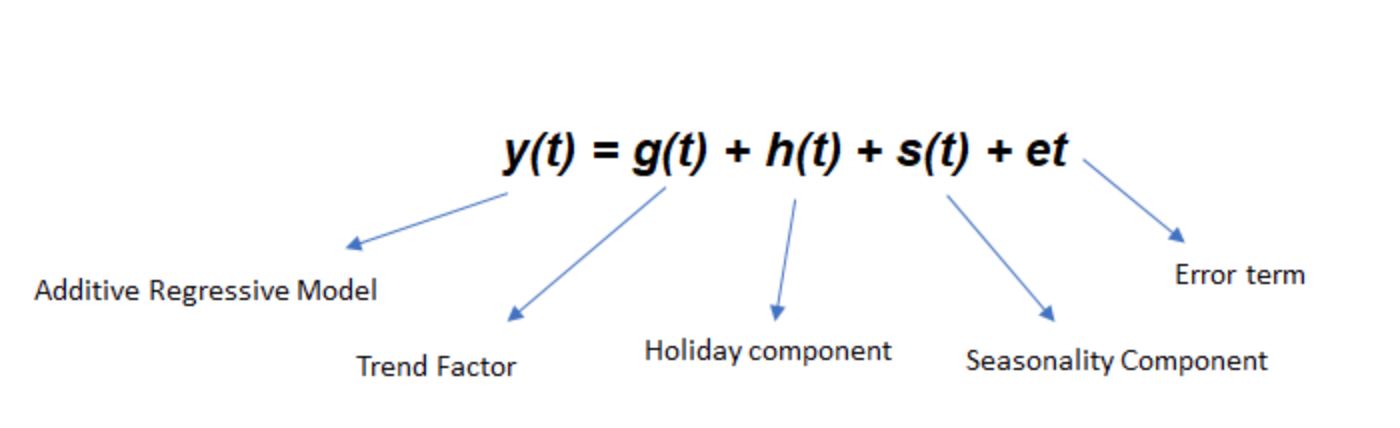 y(t) = g(t) + h(t) + s(t) + et
Additive Regressive Model
Trend Factor
Holiday component
Seasonality Component
Error term